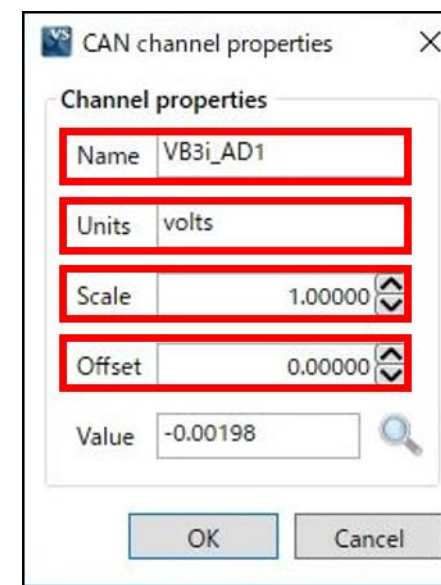 VS CAN channel properties
Channel properties
Name VB3i_AD1
Units volts
Scale 1.00000
Offset 0.00000
Value -0.00198
OK Cancel